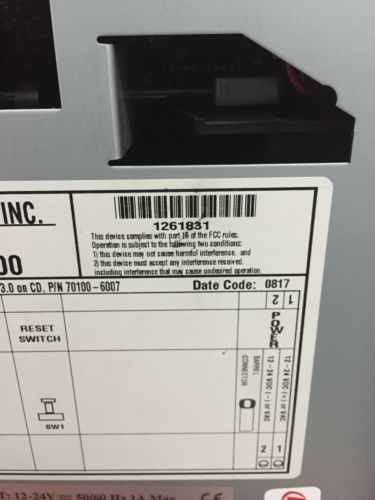 INC.
1261831
This device complies with part 15 of the FCC rules.
Operation is subject to the following two conditions:
1) this device may not cause harmful interference, and
2) this device must accept any interference received,
including interference that may cause undesired operation.
00
3.0 on CD, P/N 70100-6007
Date Code: 0817
2 1
POWER
RESET
SWITCH
BARREL
CONNECTOR
12-24 VDC (-) or VAC
12-24 VDC (+) or VAC
SW1
2 1
T: 12-24V 50/60 Hz 1A Max
CE